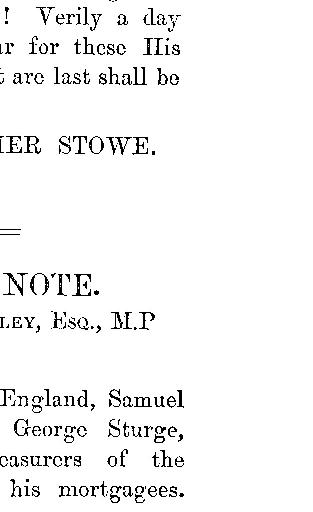 ! Verily a day
ar for these His
t are last shall be
HER STOWE.
NOTE.
LEY, ESQ., M.P
England, Samuel
George Sturge,
easurers of the
his mortgagees.